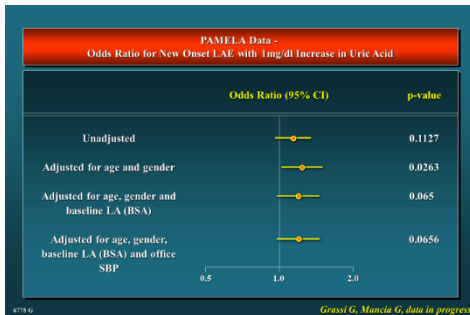 PAMELA Data -
Odds Ratio for New Onset LAE with 1mg/dl Increase in Uric Acid
Odds Ratio (95% CI)
p-value
Unadjusted
0.1127
Adjusted for age and gender
0.0263
Adjusted for age, gender and
baseline LA (BSA)
0.065
Adjusted for age, gender,
baseline LA (BSA) and office
SBP
0.0656
0.5
1.0
2.0
6775 G
Grassi G, Mancia G, data in progress